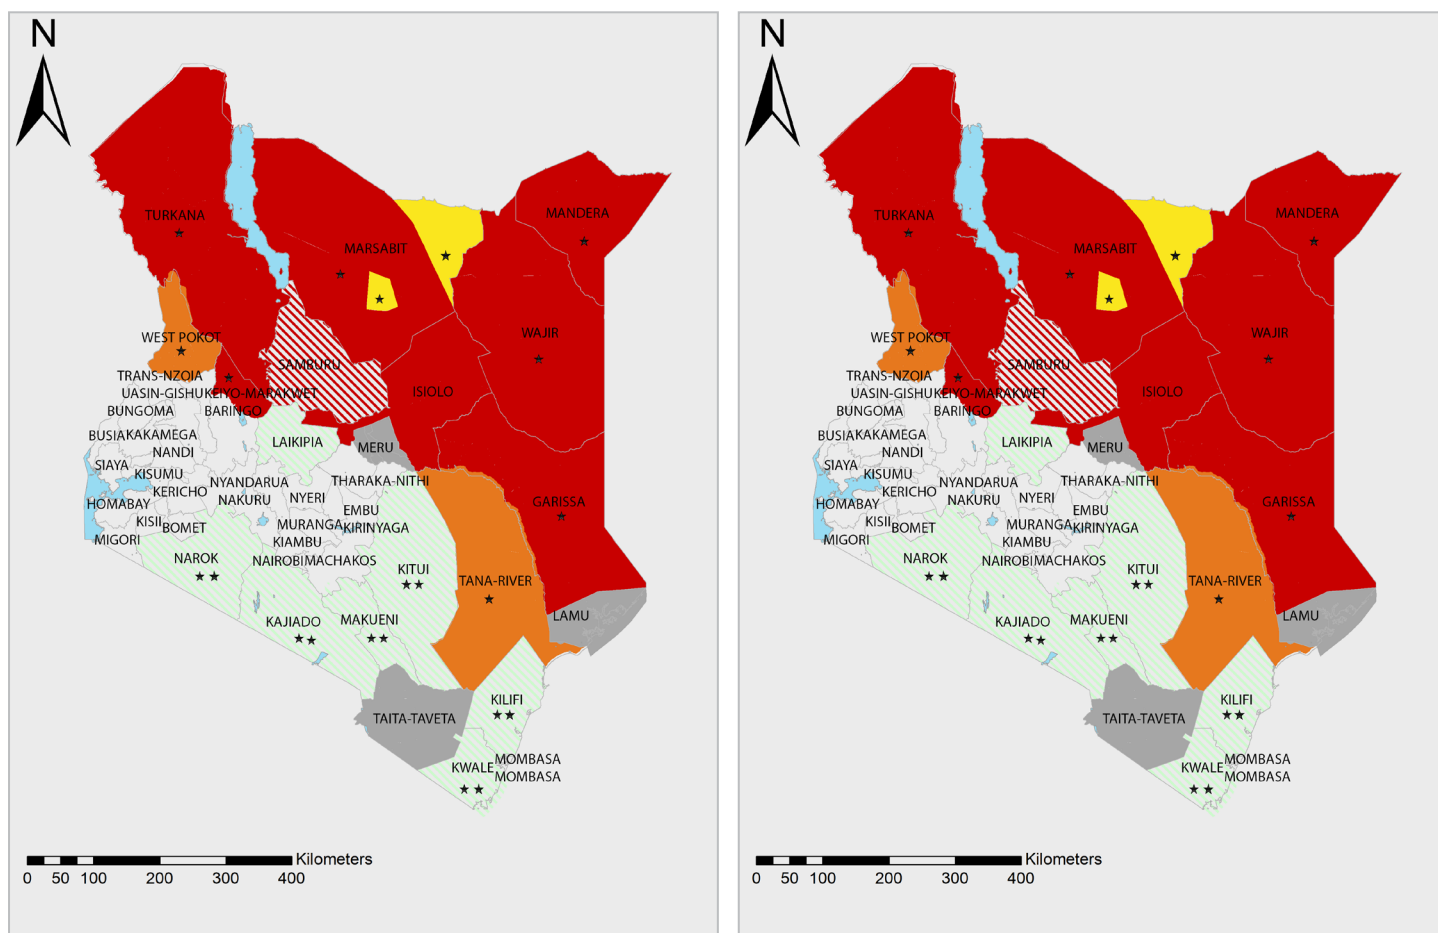 N
TURKANA
MANDERA
MARSABIT
WAJIR
WEST POKOT
SAMBURU
TRANS-NZOIA
UASIN-GISHU KEIYO-MARAKWET
ISIOLO
BUNGOMA
BARINGO
BUSIA KAKAMEGA
LAIKIPIA
NANDI
MERU
SIAYA
KISUMU
THARAKA-NITHI
NYANDARUA
KERICHO
NAKURU
NYERI
HOMABAY
EMBU
GARISSA
KISII
BOMET
MURANGA KIRINYAGA
MIGORI
KIAMBU
NAROK
NAIROBI MACHAKOS
KITUI
TANA-RIVER
KAJIADO
MAKUENI
LAMU
KILIFI
TAITA-TAVETA
MOMBASA
KWALE
MOMBASA
Kilometers
0 50 100 200 300 400
N
TURKANA
MANDERA
MARSABIT
WAJIR
WEST POKOT
SAMBURU
TRANS-NZOIA
UASIN-GISHU KEIYO-MARAKWET
ISIOLO
BUNGOMA
BARINGO
BUSIA KAKAMEGA
LAIKIPIA
NANDI
MERU
SIAYA
KISUMU
THARAKA-NITHI
NYANDARUA
KERICHO
NAKURU
NYERI
HOMABAY
EMBU
GARISSA
KISII
BOMET
MURANGA KIRINYAGA
MIGORI
KIAMBU
NAROK
NAIROBI MACHAKOS
KITUI
TANA-RIVER
KAJIADO
MAKUENI
LAMU
KILIFI
TAITA-TAVETA
MOMBASA
KWALE
MOMBASA
Kilometers
0 50 100 200 300 400